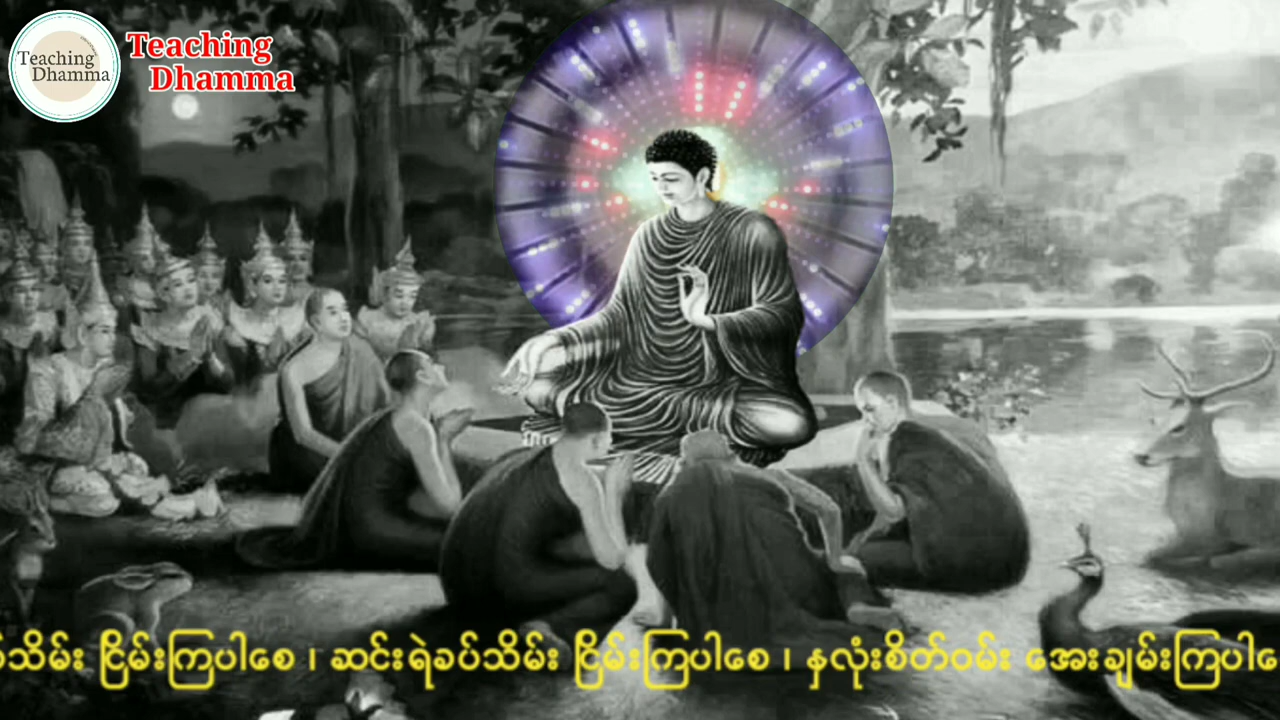 Teaching
Dhamma
Teaching
Dhamma
သိမ်း ငြိမ်းကြပါစေ ၊ ဆင်းရဲခပ်သိမ်း ငြိမ်းကြပါစေ ၊ နှလုံးစိတ်ဝမ်း အေးချမ်းကြပါစေ